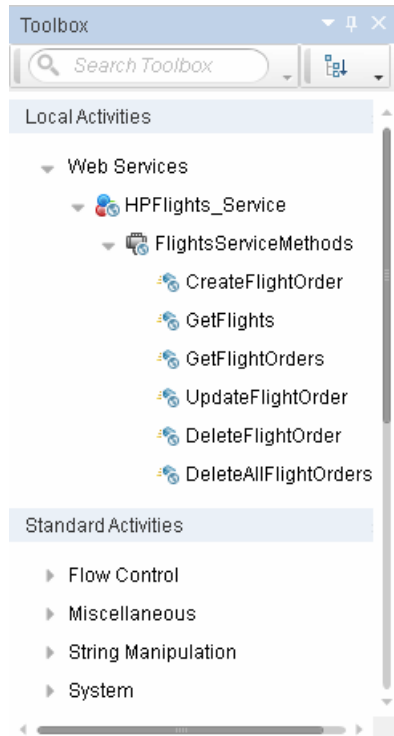 Toolbox
Search Toolbox
Local Activities
Web Services
HPFlights_Service
FlightsServiceMethods
CreateFlightOrder
GetFlights
GetFlightOrders
UpdateFlightOrder
DeleteFlightOrder
DeleteAllFlightOrders
Standard Activities
Flow Control
Miscellaneous
String Manipulation
System